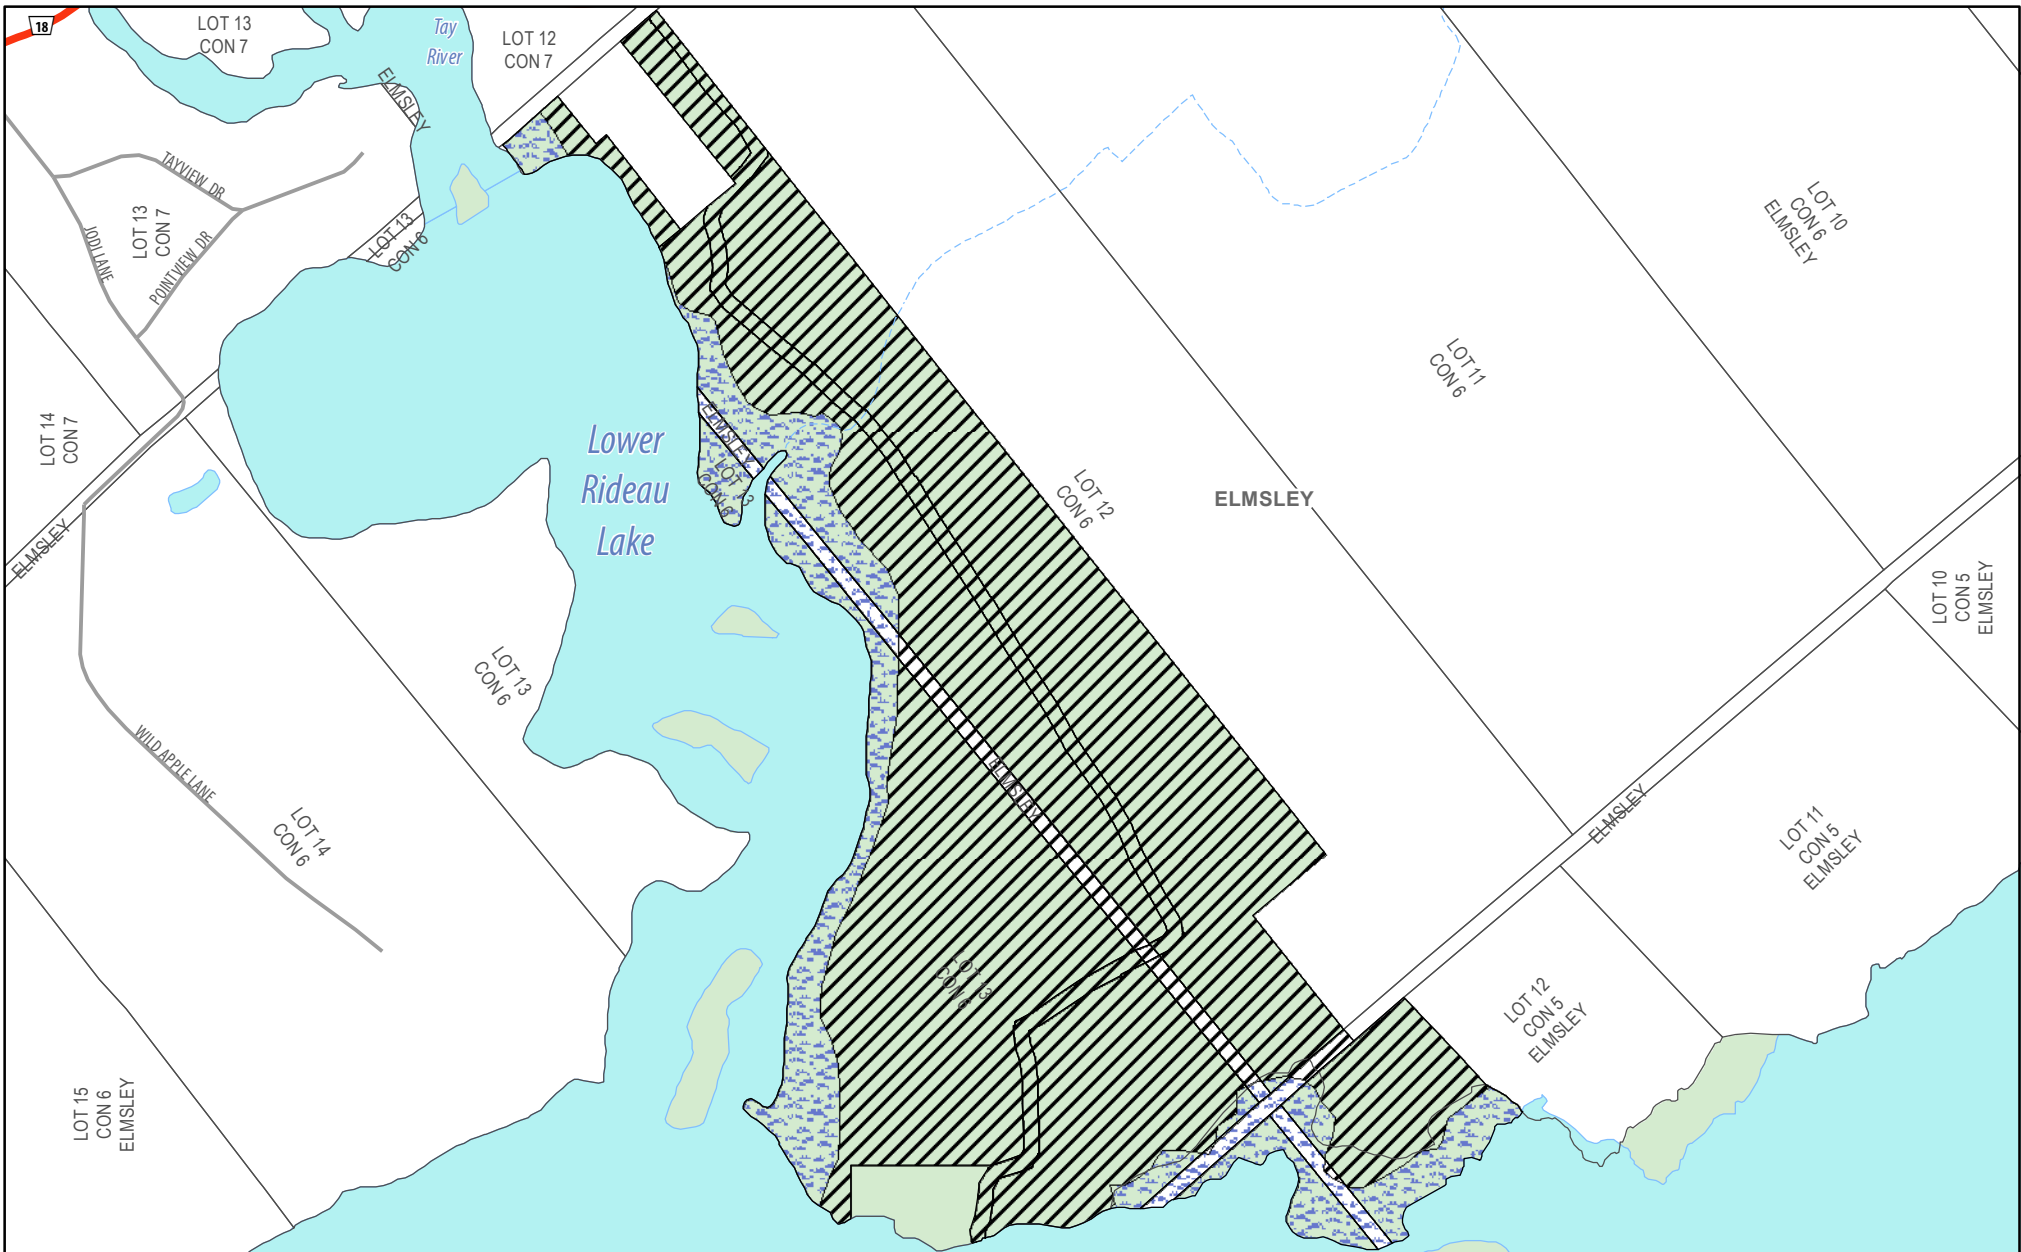 18
LOT 13
CON 7
Tay
River
LOT 12
CON 7
ELMSLEY
TAYVIEW DR
LOT 13
CON 7
JODI LANE
POINTVIEW DR
LOT 13
CON 6
LOT 10
CON 6
ELMSLEY
LOT 11
CON 6
LOT 14
CON 7
Lower
Rideau
Lake
ELMSLEY
LOT 13
CON 6
LOT 12
CON 6
ELMSLEY
ELMSLEY
LOT 10
CON 5
ELMSLEY
LOT 13
CON 6
WILD APPLE LANE
ELMSLEY
ELMSLEY
LOT 14
CON 6
LOT 11
CON 5
ELMSLEY
LOT 13
CON 6
LOT 12
CON 5
ELMSLEY
LOT 15
CON 6
ELMSLEY